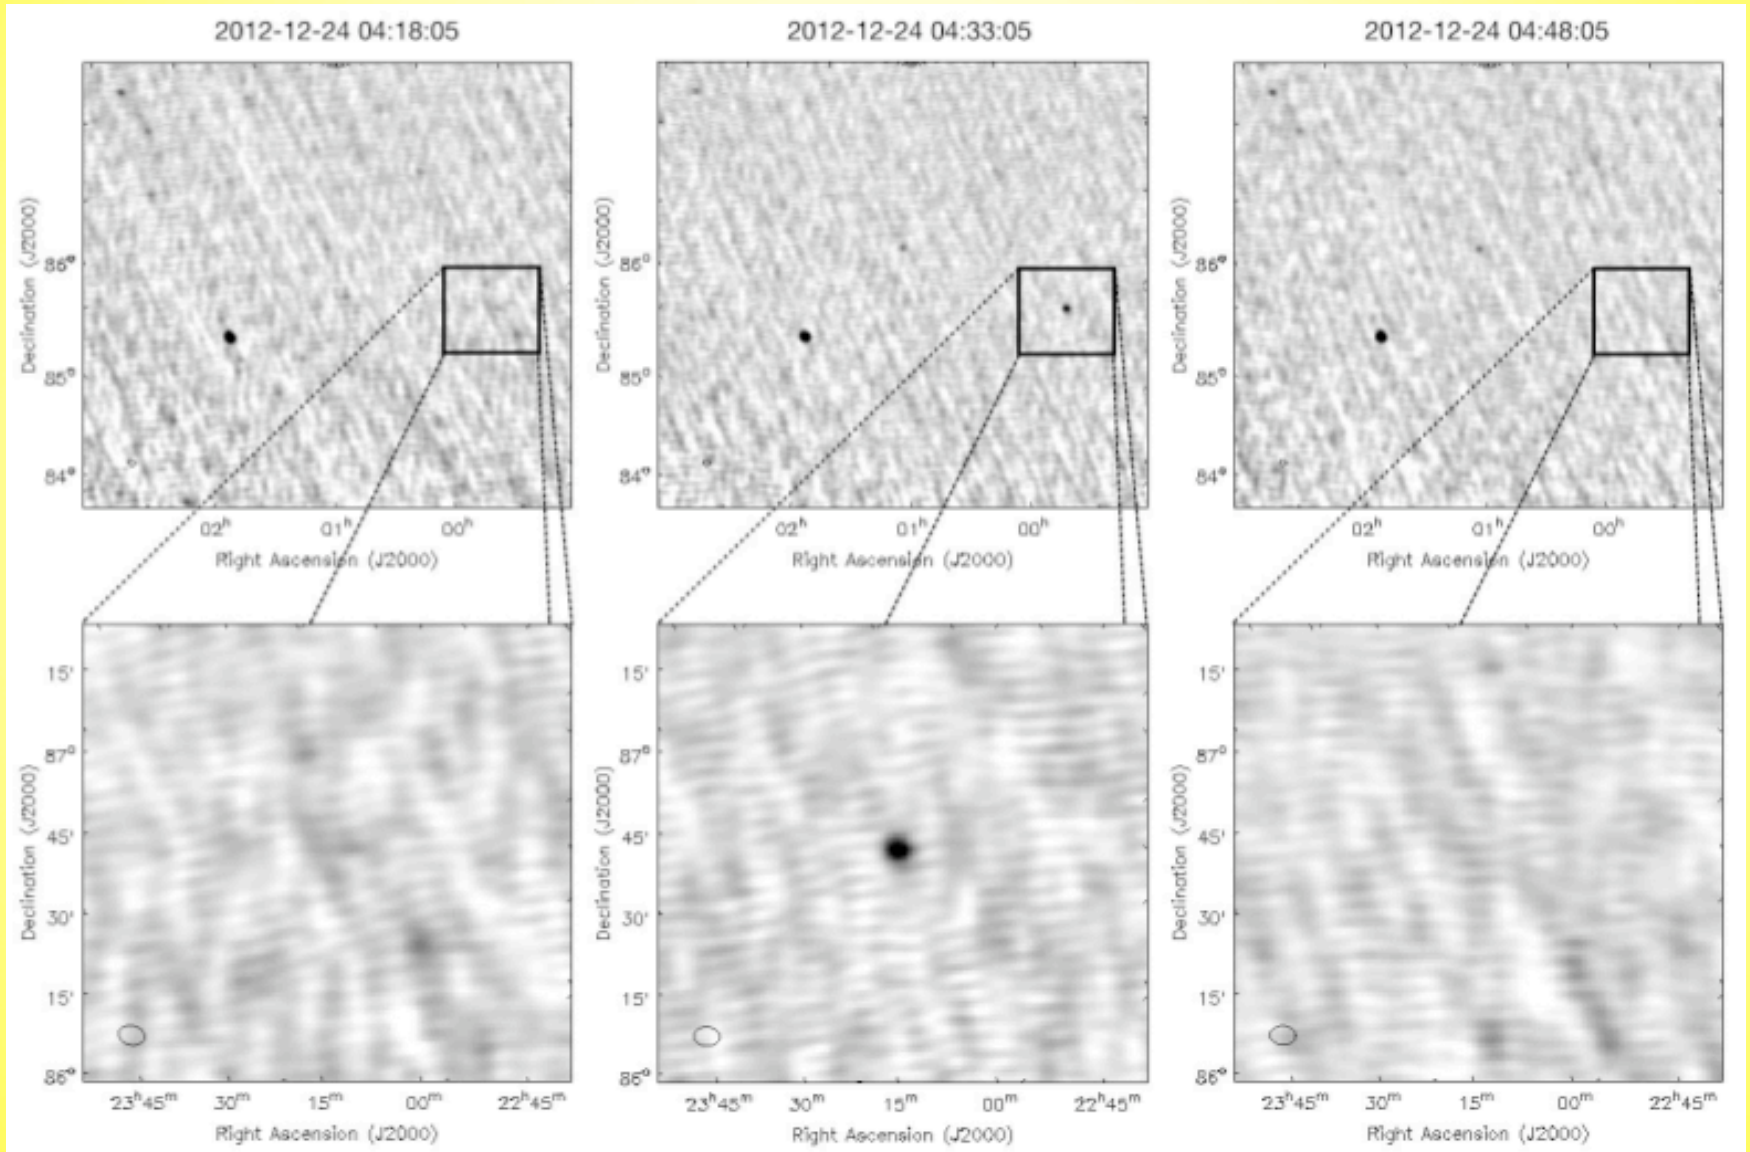 2012-12-24 04:18:05
2012-12-24 04:33:05
2012-12-24 04:48:05
Declination (J2000)
86°
85°
84°
02ʰ
01ʰ
00ʰ
Right Ascension (J2000)
Declination (J2000)
86°
85°
84°
02ʰ
01ʰ
00ʰ
Right Ascension (J2000)
Declination (J2000)
86°
85°
84°
02ʰ
01ʰ
00ʰ
Right Ascension (J2000)
Declination (J2000)
15'
87°
45'
30'
15'
86°
23ʰ45ᵐ
30ᵐ
15ᵐ
00ᵐ
22ʰ45ᵐ
Right Ascension (J2000)
Declination (J2000)
15'
87°
45'
30'
15'
86°
23ʰ45ᵐ
30ᵐ
15ᵐ
00ᵐ
22ʰ45ᵐ
Right Ascension (J2000)
Declination (J2000)
15'
87°
45'
30'
15'
86°
23ʰ45ᵐ
30ᵐ
15ᵐ
00ᵐ
22ʰ45ᵐ
Right Ascension (J2000)